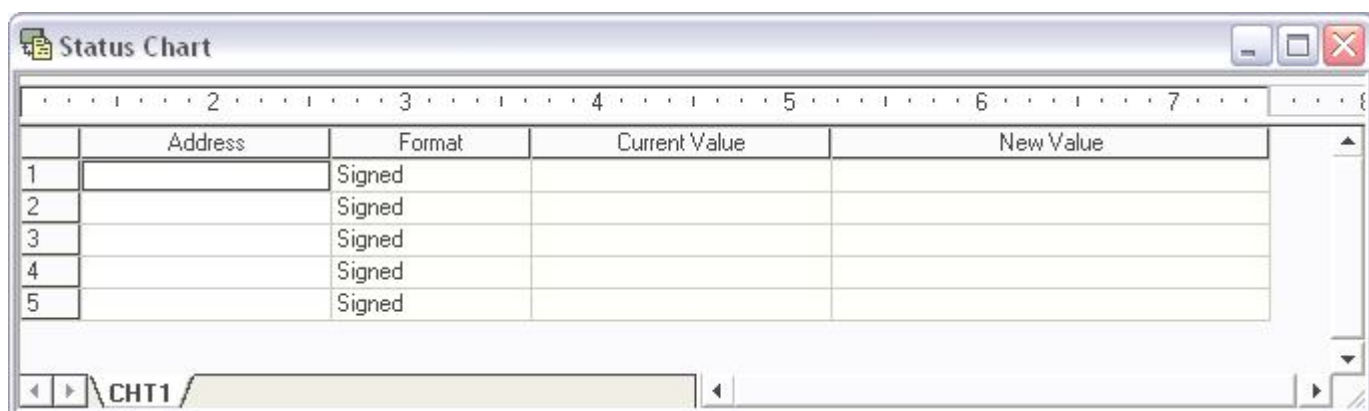 Status Chart
2 3 4 5 6 7 8
Address Format Current Value New Value
1 Signed
2 Signed
3 Signed
4 Signed
5 Signed
CHT1